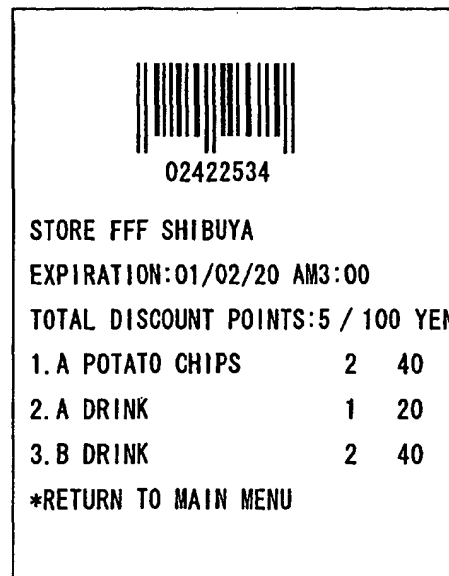 02422534
STORE FFF SHIBUYA
EXPIRATION:01/02/20 AM3:00
TOTAL DISCOUNT POINTS:5 / 100 YEN
1. A POTATO CHIPS 2 40
2. A DRINK 1 20
3. B DRINK 2 40
*RETURN TO MAIN MENU